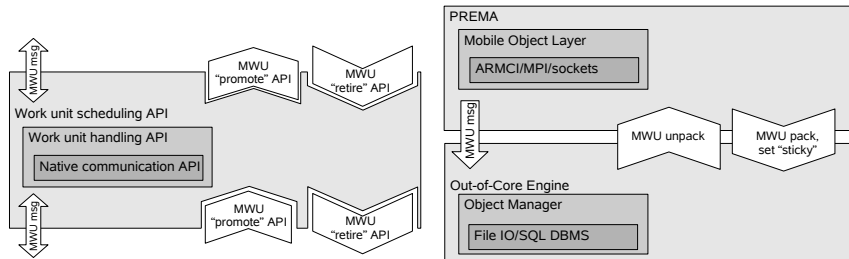 MWU msg
MWU
“promote” API
MWU
“retire” API
Work unit scheduling API
Work unit handling API
Native communication API
MWU msg
MWU
“promote” API
MWU
“retire” API
PREMA
Mobile Object Layer
ARMCI/MPI/sockets
MWU msg
MWU unpack
MWU pack,
set “sticky”
Out-of-Core Engine
Object Manager
File IO/SQL DBMS